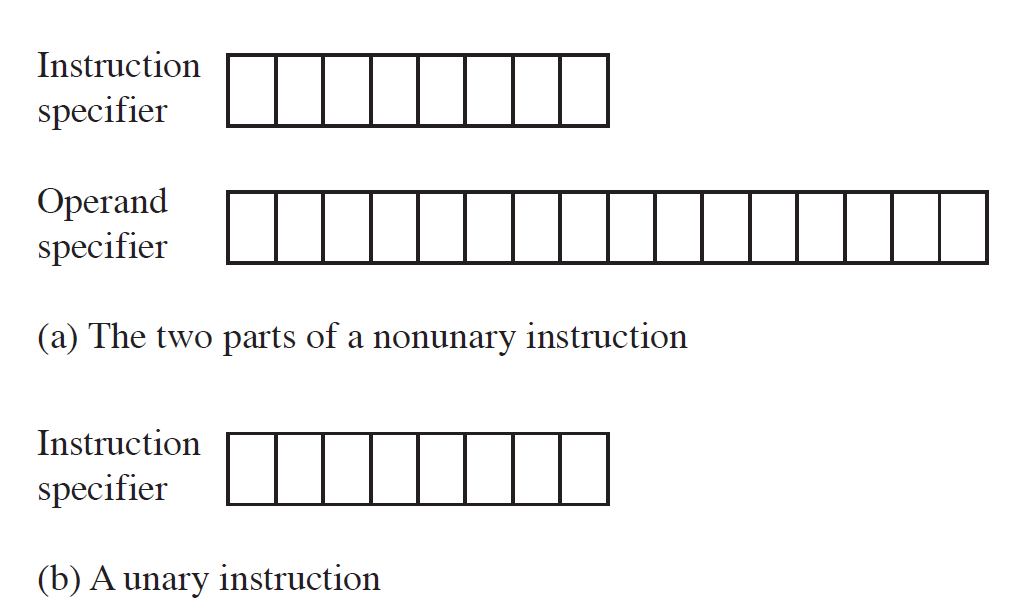 Instruction
specifier
Operand
specifier
(a) The two parts of a nonunary instruction
Instruction
specifier
(b) A unary instruction